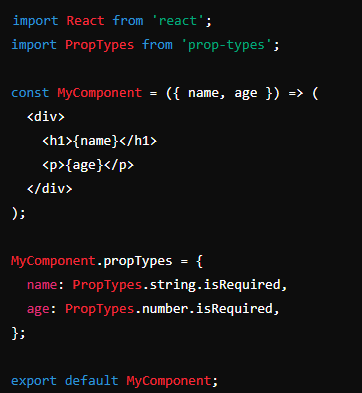 import React from 'react';
import PropTypes from 'prop-types';

const MyComponent = ({ name, age }) => (
  <div>
    <h1>{name}</h1>
    <p>{age}</p>
  </div>
);

MyComponent.propTypes = {
  name: PropTypes.string.isRequired,
  age: PropTypes.number.isRequired,
};

export default MyComponent;